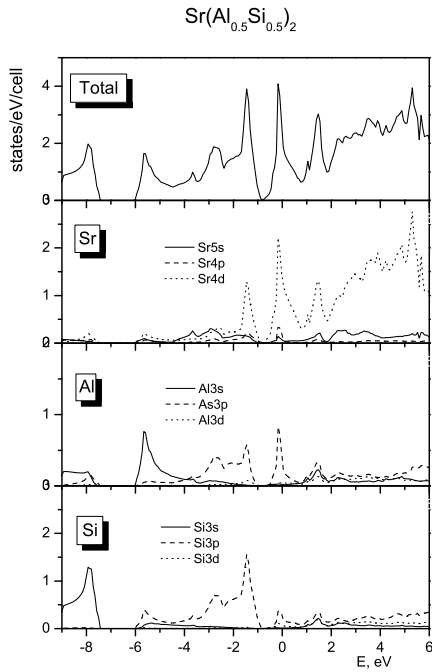 Sr(Al0.5Si0.5)2
states/eV/cell
Total
4
2
0
Sr
Sr5s
Sr4p
Sr4d
2
1
0
Al
Al3s
As3p
Al3d
2
1
0
Si
Si3s
Si3p
Si3d
2
1
0
-8 -6 -4 -2 0 2 4 6
E, eV